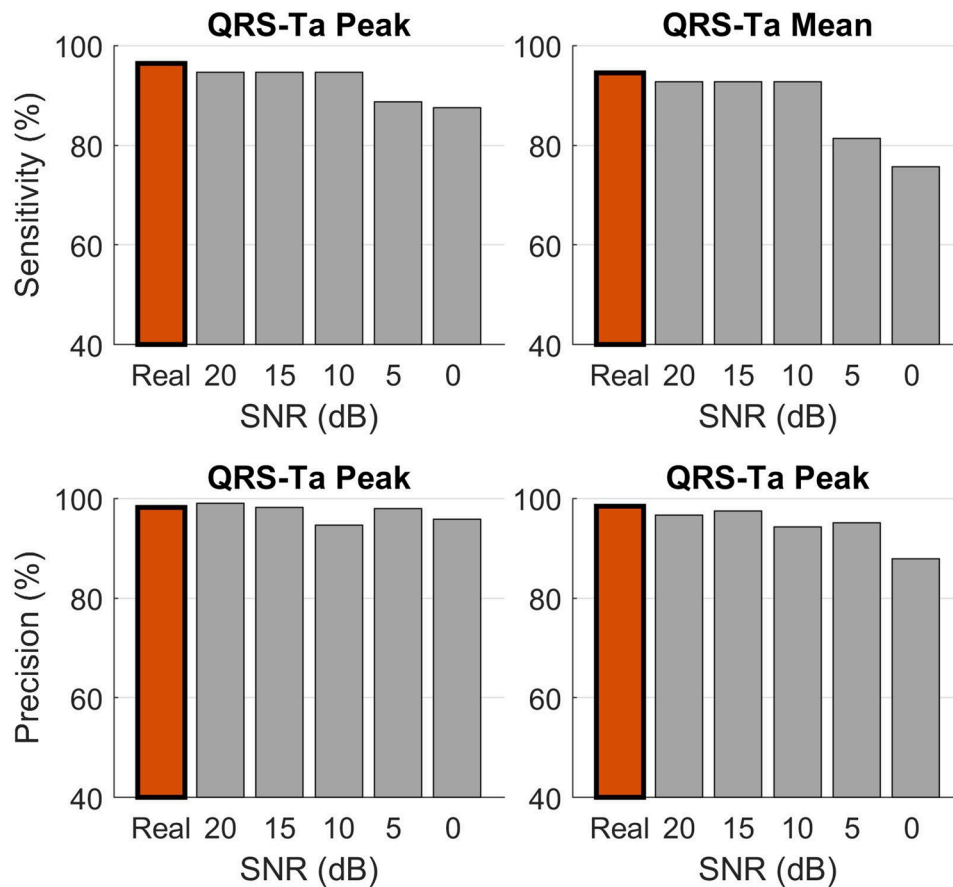 QRS-Ta Peak
Sensitivity (%)
100
80
60
40
Real 20 15 10 5 0
SNR (dB)
QRS-Ta Mean
100
80
60
40
Real 20 15 10 5 0
SNR (dB)
QRS-Ta Peak
Precision (%)
100
80
60
40
Real 20 15 10 5 0
SNR (dB)
QRS-Ta Peak
100
80
60
40
Real 20 15 10 5 0
SNR (dB)